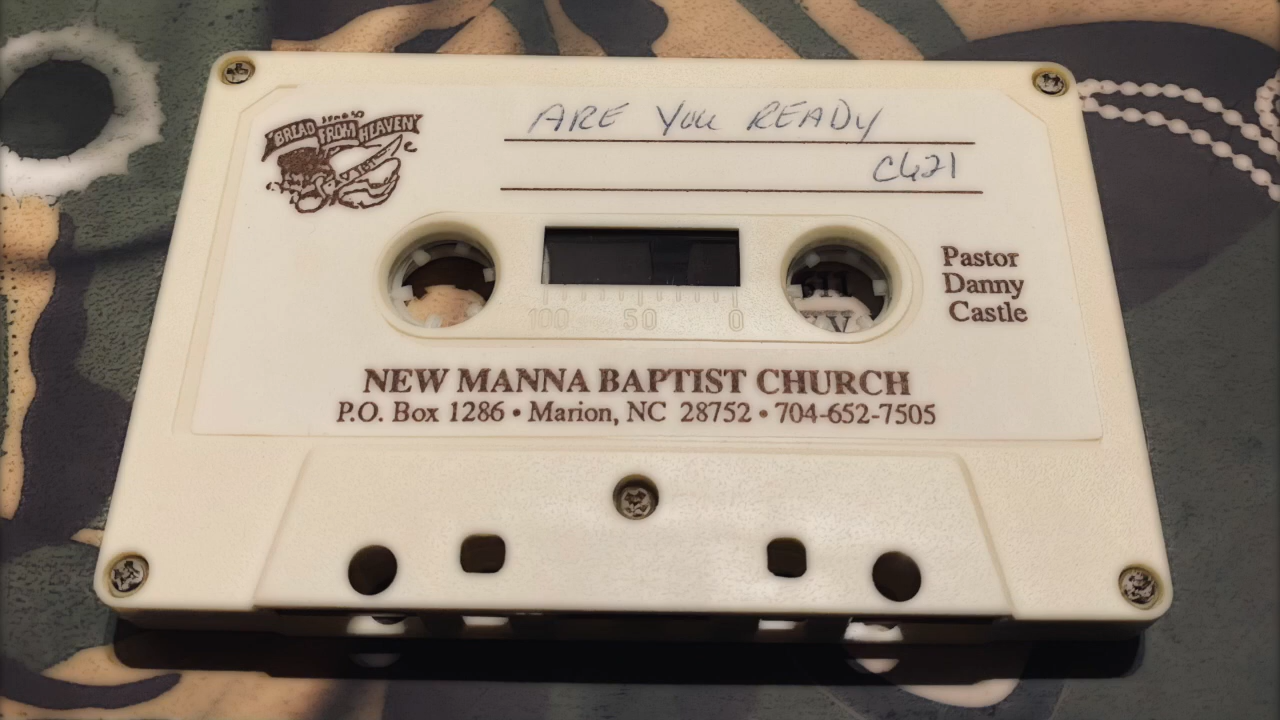 ARE YOU READY
"BREAD FROM HEAVEN"
C621
Pastor
Danny
Castle
100 50 0
NEW MANNA BAPTIST CHURCH
P.O. Box 1286 • Marion, NC 28752 • 704-652-7505